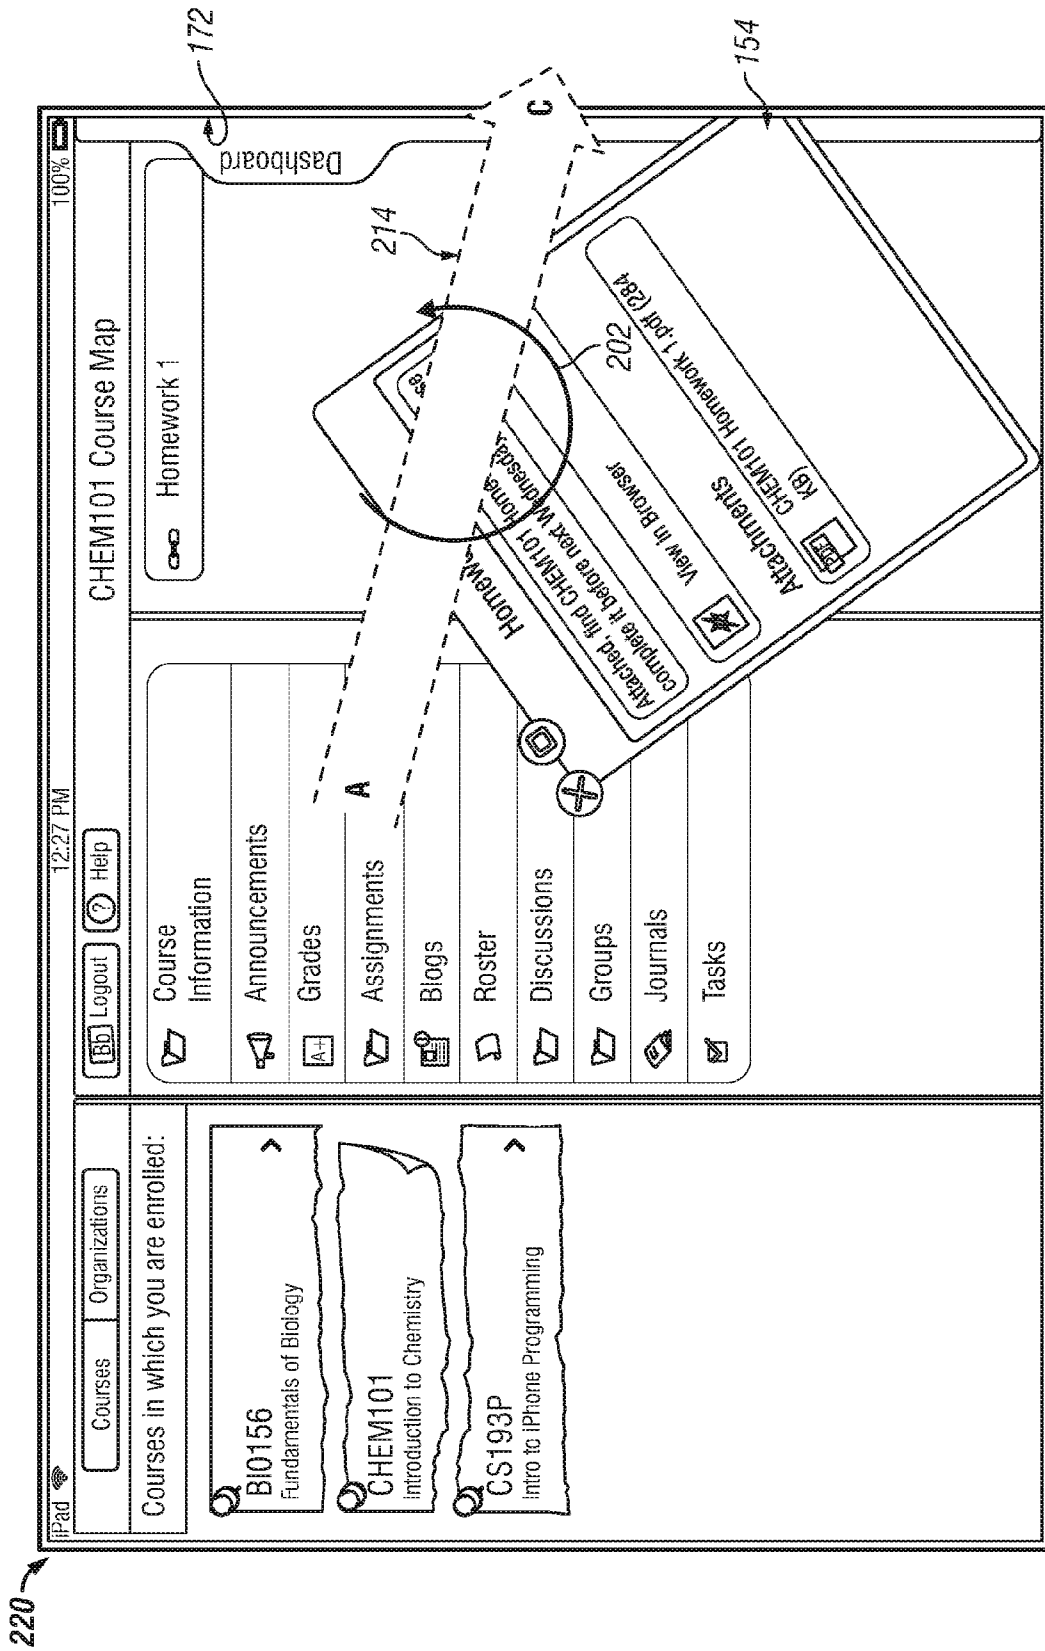 220
iPad
12:27 PM
100%
Courses
Organizations
Bb Logout
? Help
CHEM101 Course Map
172
Courses in which you are enrolled:
BIO156
Fundamentals of Biology
CHEM101
Introduction to Chemistry
CS193P
Intro to iPhone Programming
Course
Information
Announcements
A+ Grades
Assignments
Blogs
Roster
Discussions
Groups
Journals
Tasks
Homework 1
Dashboard
214
A
C
Homew
Attached, find CHEM101 Home
complete it before next Wednesday
View in Browser
202
Attachments
PDF
CHEM101 Homework 1.pdf (284
KB)
154